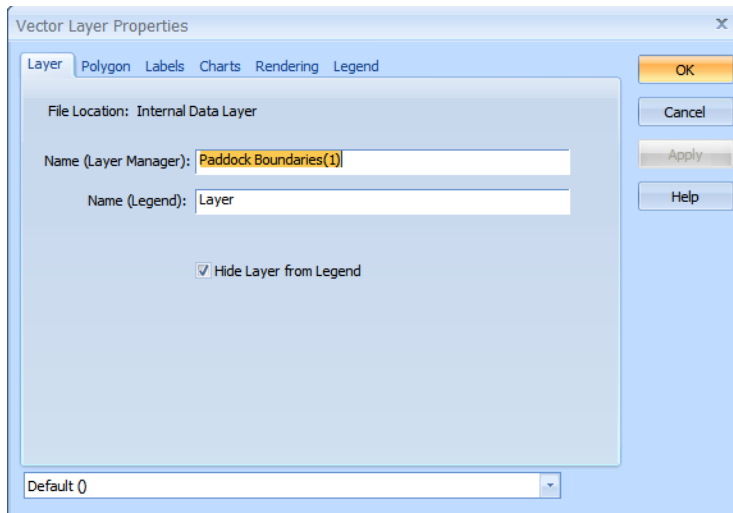 Vector Layer Properties
x
Layer Polygon Labels Charts Rendering Legend
OK
File Location: Internal Data Layer
Cancel
Name (Layer Manager): Paddock Boundaries(1)
Apply
Name (Legend): Layer
Help
Hide Layer from Legend
Default ()